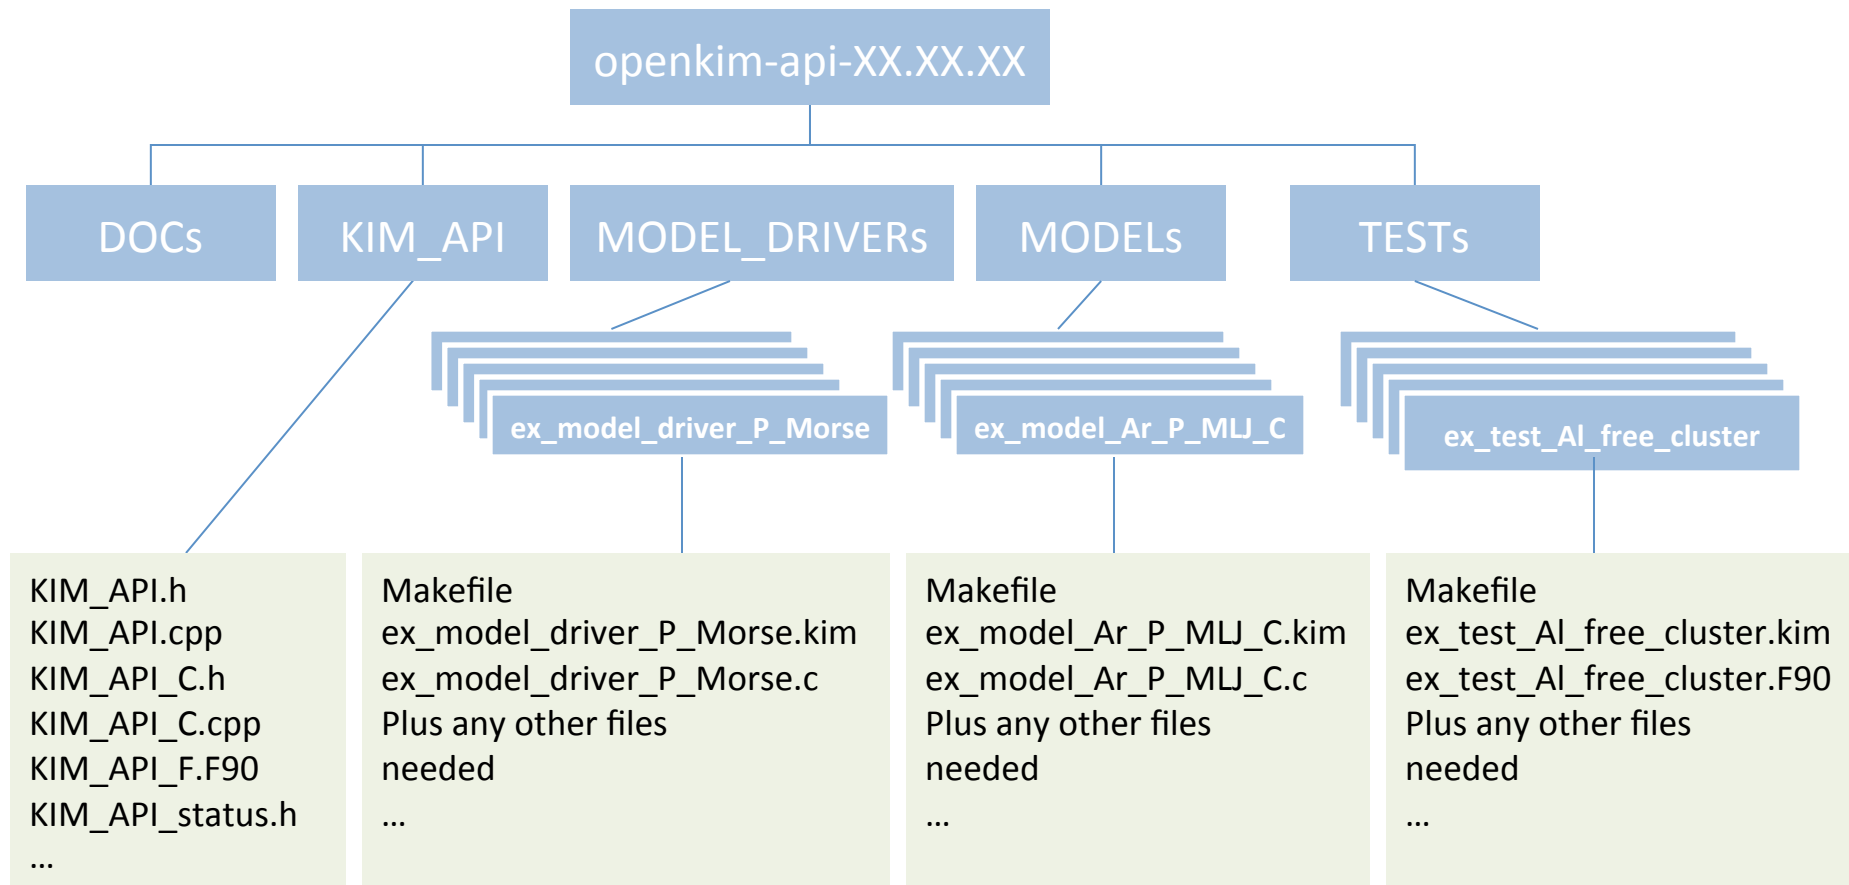 openkim-api-XX.XX.XX
DOCs
KIM_API
MODEL_DRIVERs
MODELs
TESTs
ex_model_driver_P_Morse
ex_model_Ar_P_MLJ_C
ex_test_Al_free_cluster
KIM_API.h
KIM_API.cpp
KIM_API_C.h
KIM_API_C.cpp
KIM_API_F.F90
KIM_API_status.h
...
Makefile
ex_model_driver_P_Morse.kim
ex_model_driver_P_Morse.c
Plus any other files
needed
...
Makefile
ex_model_Ar_P_MLJ_C.kim
ex_model_Ar_P_MLJ_C.c
Plus any other files
needed
...
Makefile
ex_test_Al_free_cluster.kim
ex_test_Al_free_cluster.F90
Plus any other files
needed
...